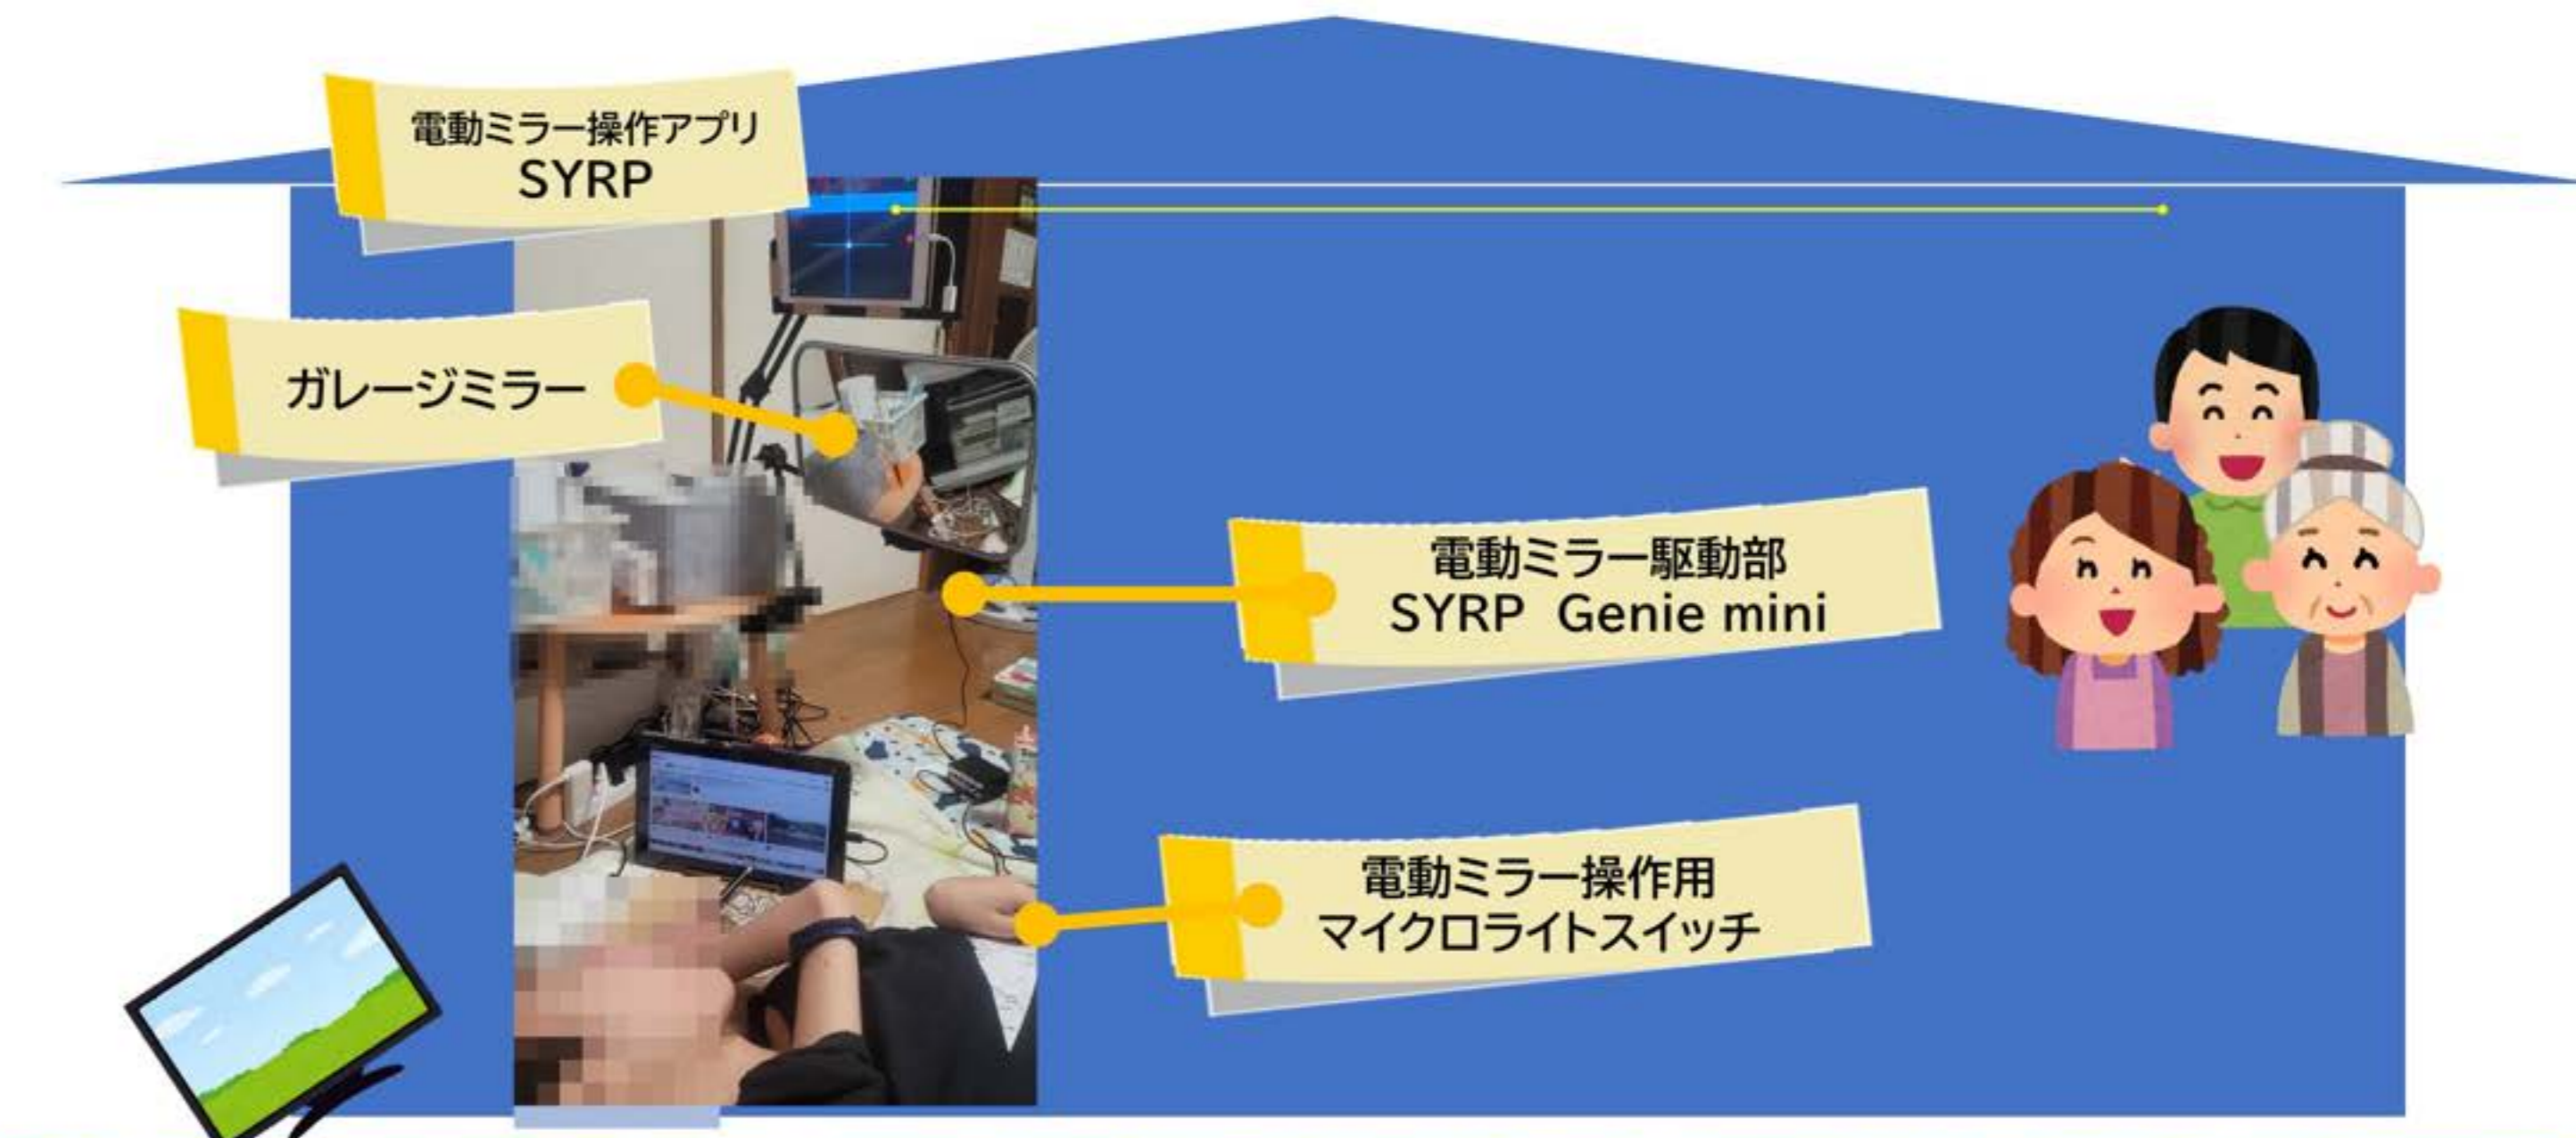 電動ミラー操作アプリ
SYRP
ガレージミラー
電動ミラー駆動部
SYRP Genie mini
電動ミラー操作用
マイクロライトスイッチ